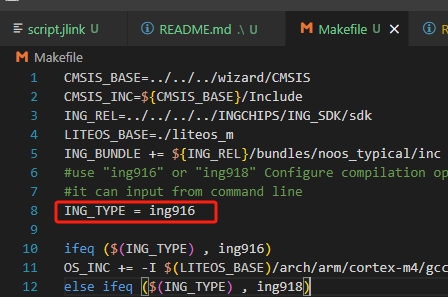 script.jlink U README.md .\ U Makefile U
Makefile
1 CMSIS_BASE=../../../wizard/CMSIS
2 CMSIS_INC=${CMSIS_BASE}/Include
3 ING_REL=../../../../INGCHIPS/ING_SDK/sdk
4 LITEOS_BASE=./liteos_m
5 ING_BUNDLE += ${ING_REL}/bundles/noos_typical/inc
6 #use "ing916" or "ing918" Configure compilation op
7 #it can input from command line
8 ING_TYPE = ing916
9
10 ifeq ($(ING_TYPE) , ing916)
11 OS_INC += -I $(LITEOS_BASE)/arch/arm/cortex-m4/gcc
12 else ifeq ($(ING_TYPE) , ing918)